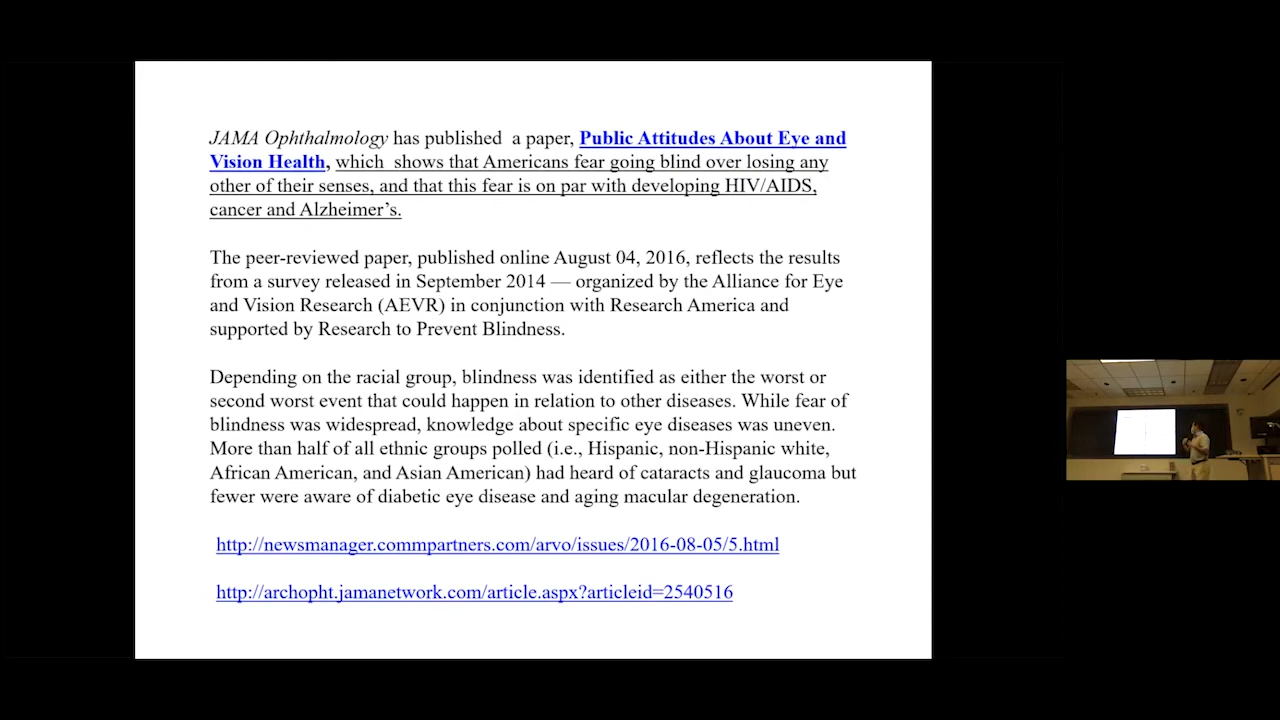 JAMA Ophthalmology has published a paper, Public Attitudes About Eye and
Vision Health, which shows that Americans fear going blind over losing any
other of their senses, and that this fear is on par with developing HIV/AIDS,
cancer and Alzheimer’s.
The peer-reviewed paper, published online August 04, 2016, reflects the results
from a survey released in September 2014 — organized by the Alliance for Eye
and Vision Research (AEVR) in conjunction with Research America and
supported by Research to Prevent Blindness.
Depending on the racial group, blindness was identified as either the worst or
second worst event that could happen in relation to other diseases. While fear of
blindness was widespread, knowledge about specific eye diseases was uneven.
More than half of all ethnic groups polled (i.e., Hispanic, non-Hispanic white,
African American, and Asian American) had heard of cataracts and glaucoma but
fewer were aware of diabetic eye disease and aging macular degeneration.
http://newsmanager.commpartners.com/arvo/issues/2016-08-05/5.html
http://archopht.jamanetwork.com/article.aspx?articleid=2540516